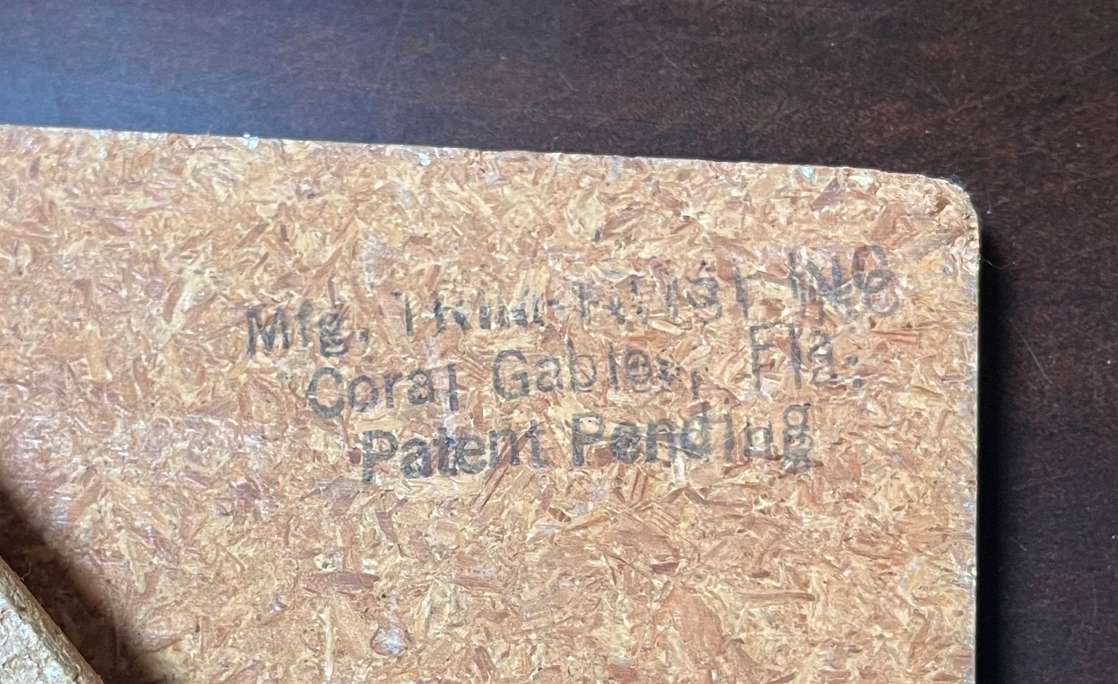 Mfg. INC
Coral Gables, Fla.
Patent Pending